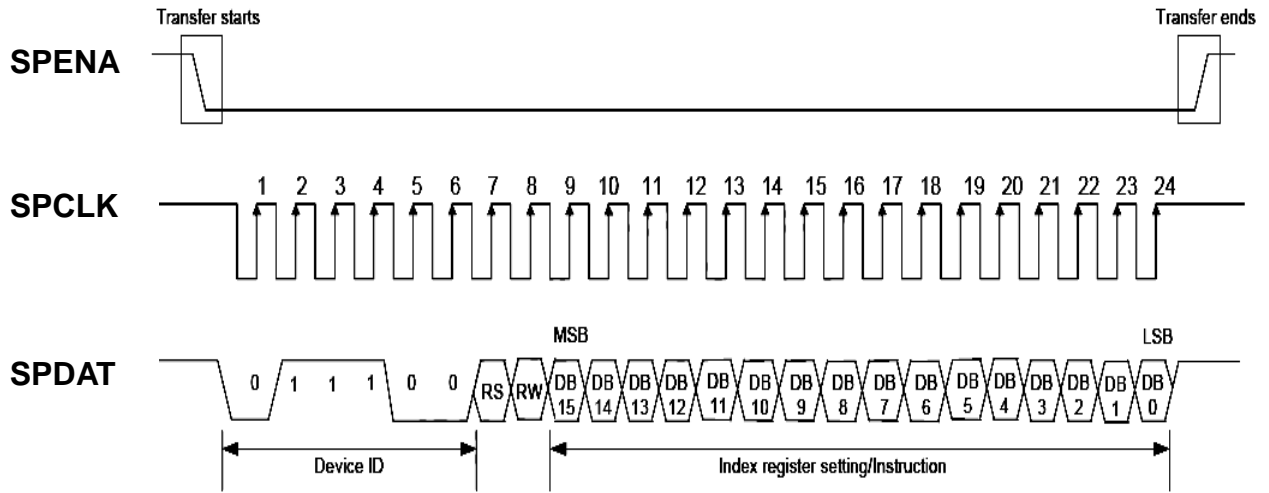 Transfer starts Transfer ends
SPENA
1 2 3 4 5 6 7 8 9 10 11 12 13 14 15 16 17 18 19 20 21 22 23 24
SPCLK
MSB LSB
SPDAT
0 1 1 1 0 0 RS RW DB 15 DB 14 DB 13 DB 12 DB 11 DB 10 DB 9 DB 8 DB 7 DB 6 DB 5 DB 4 DB 3 DB 2 DB 1 DB 0
Device ID Index register setting/Instruction